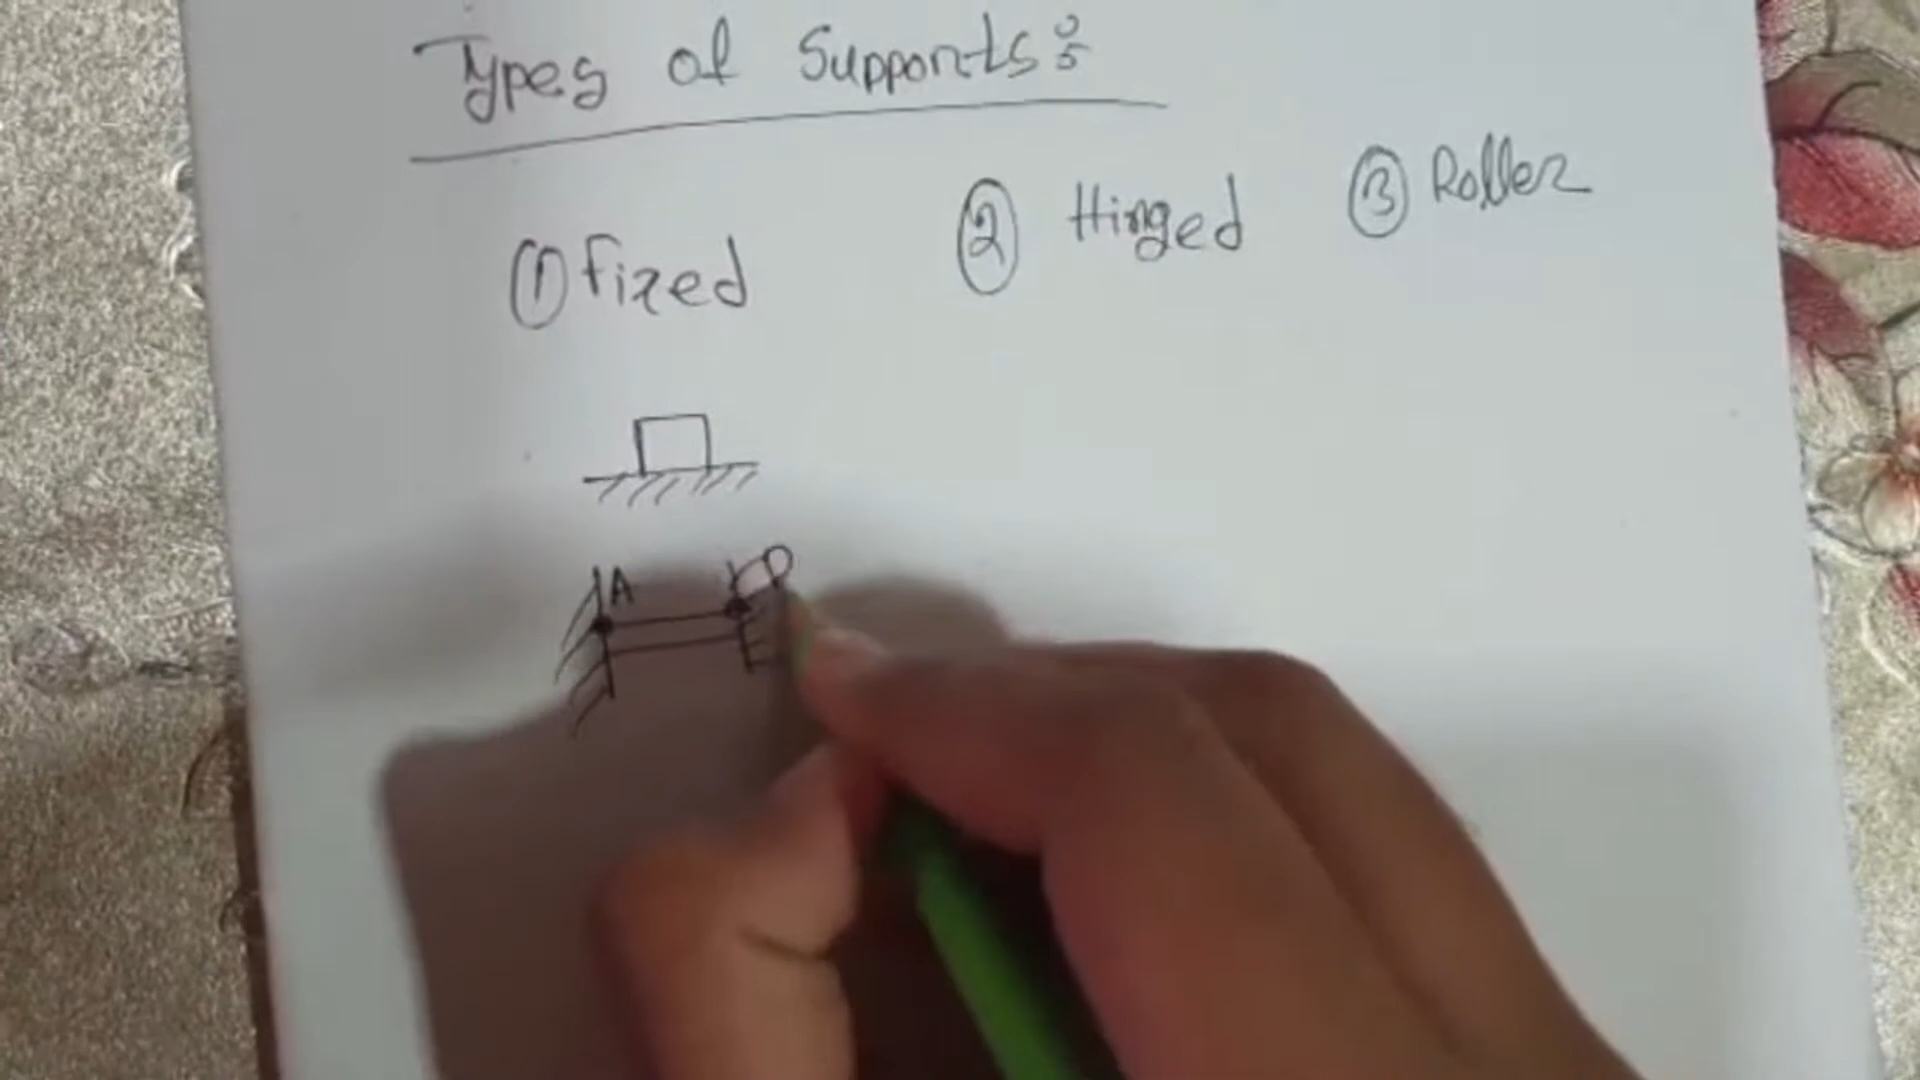 Types of Supports:
① fixed ② Hinged ③ Roller
A